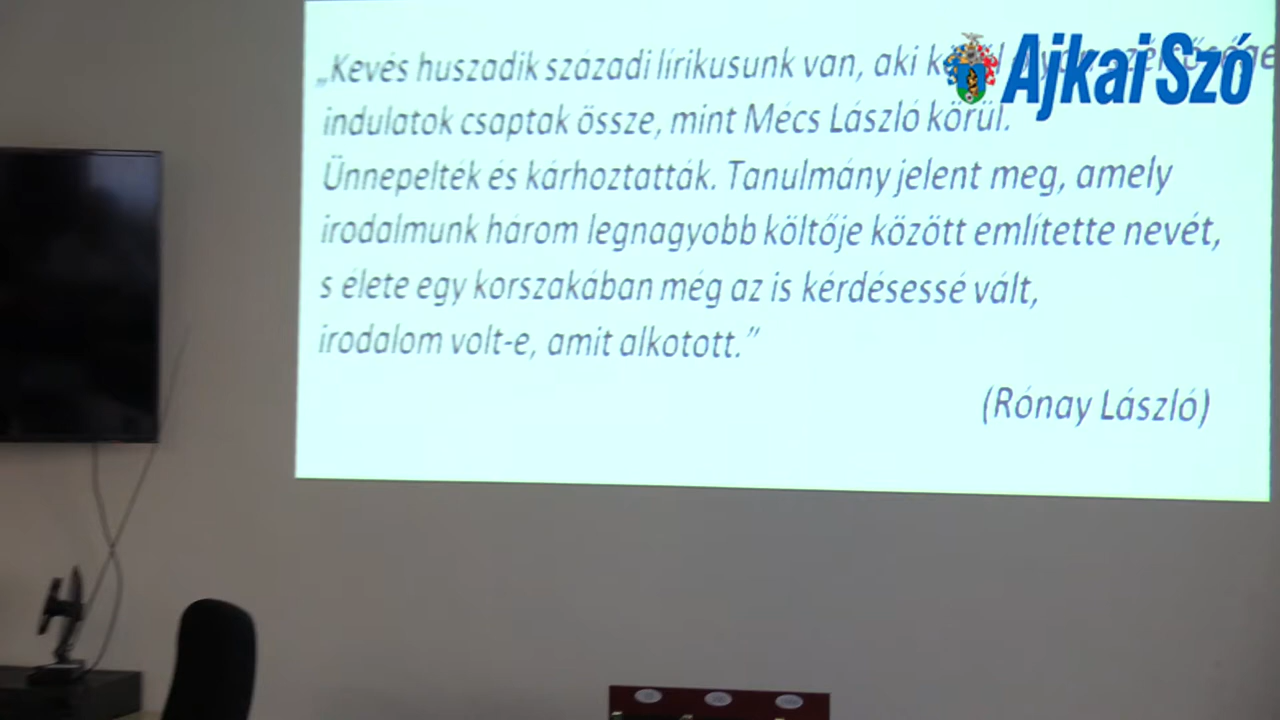 „Kevés huszadik századi lírikusunk van, aki
Ajkai Szó
indulatok csaptak össze, mint Mécs László körül.
Ünnepelték és kárhoztatták. Tanulmány jelent meg, amely
irodalmunk három legnagyobb költője között említette nevét,
s élete egy korszakában még az is kérdésessé vált,
irodalom volt-e, amit alkotott.”
(Rónay László)